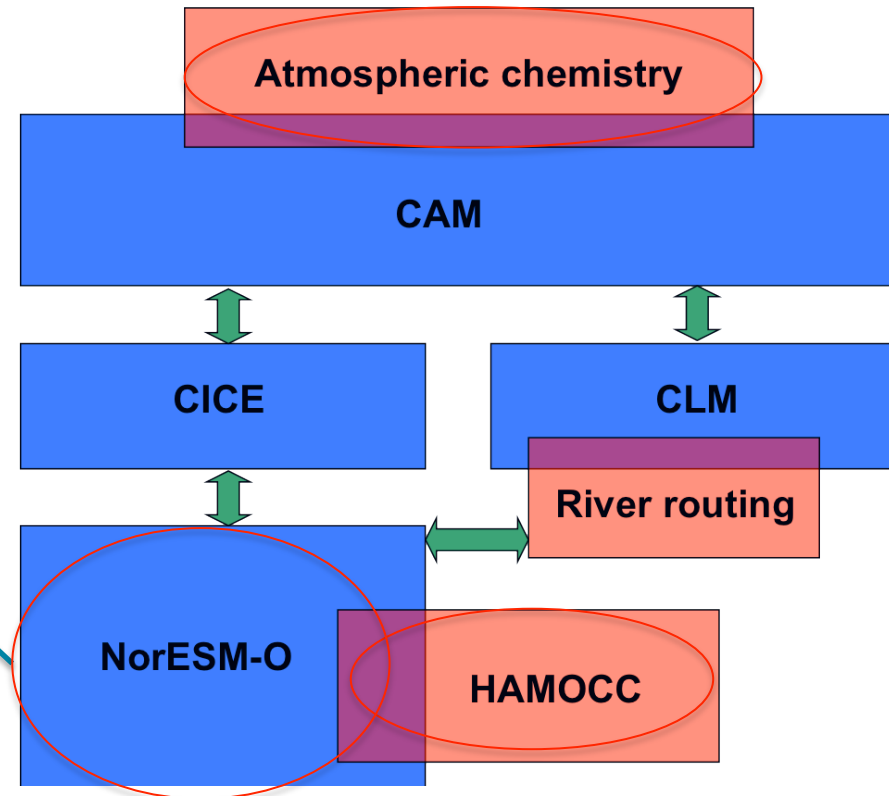 Atmospheric chemistry
CAM
CICE
CLM
River routing
NorESM-O
HAMOCC